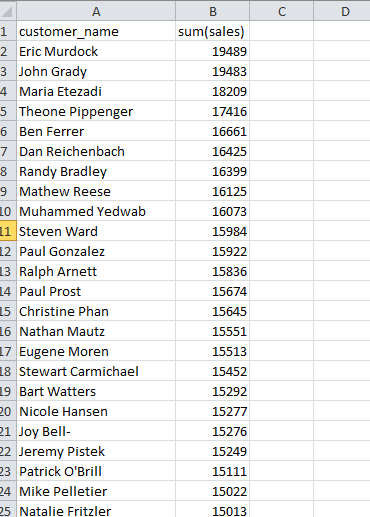 A B C D
1 customer_name sum(sales)
2 Eric Murdock 19489
3 John Grady 19483
4 Maria Etezadi 18209
5 Theone Pippenger 17416
6 Ben Ferrer 16661
7 Dan Reichenbach 16425
8 Randy Bradley 16399
9 Mathew Reese 16125
10 Muhammed Yedwab 16073
11 Steven Ward 15984
12 Paul Gonzalez 15922
13 Ralph Arnett 15836
14 Paul Prost 15674
15 Christine Phan 15645
16 Nathan Mautz 15551
17 Eugene Moren 15513
18 Stewart Carmichael 15452
19 Bart Watters 15292
20 Nicole Hansen 15277
21 Joy Bell- 15276
22 Jeremy Pistek 15249
23 Patrick O'Brill 15111
24 Mike Pelletier 15022
25 Natalie Fritzler 15013